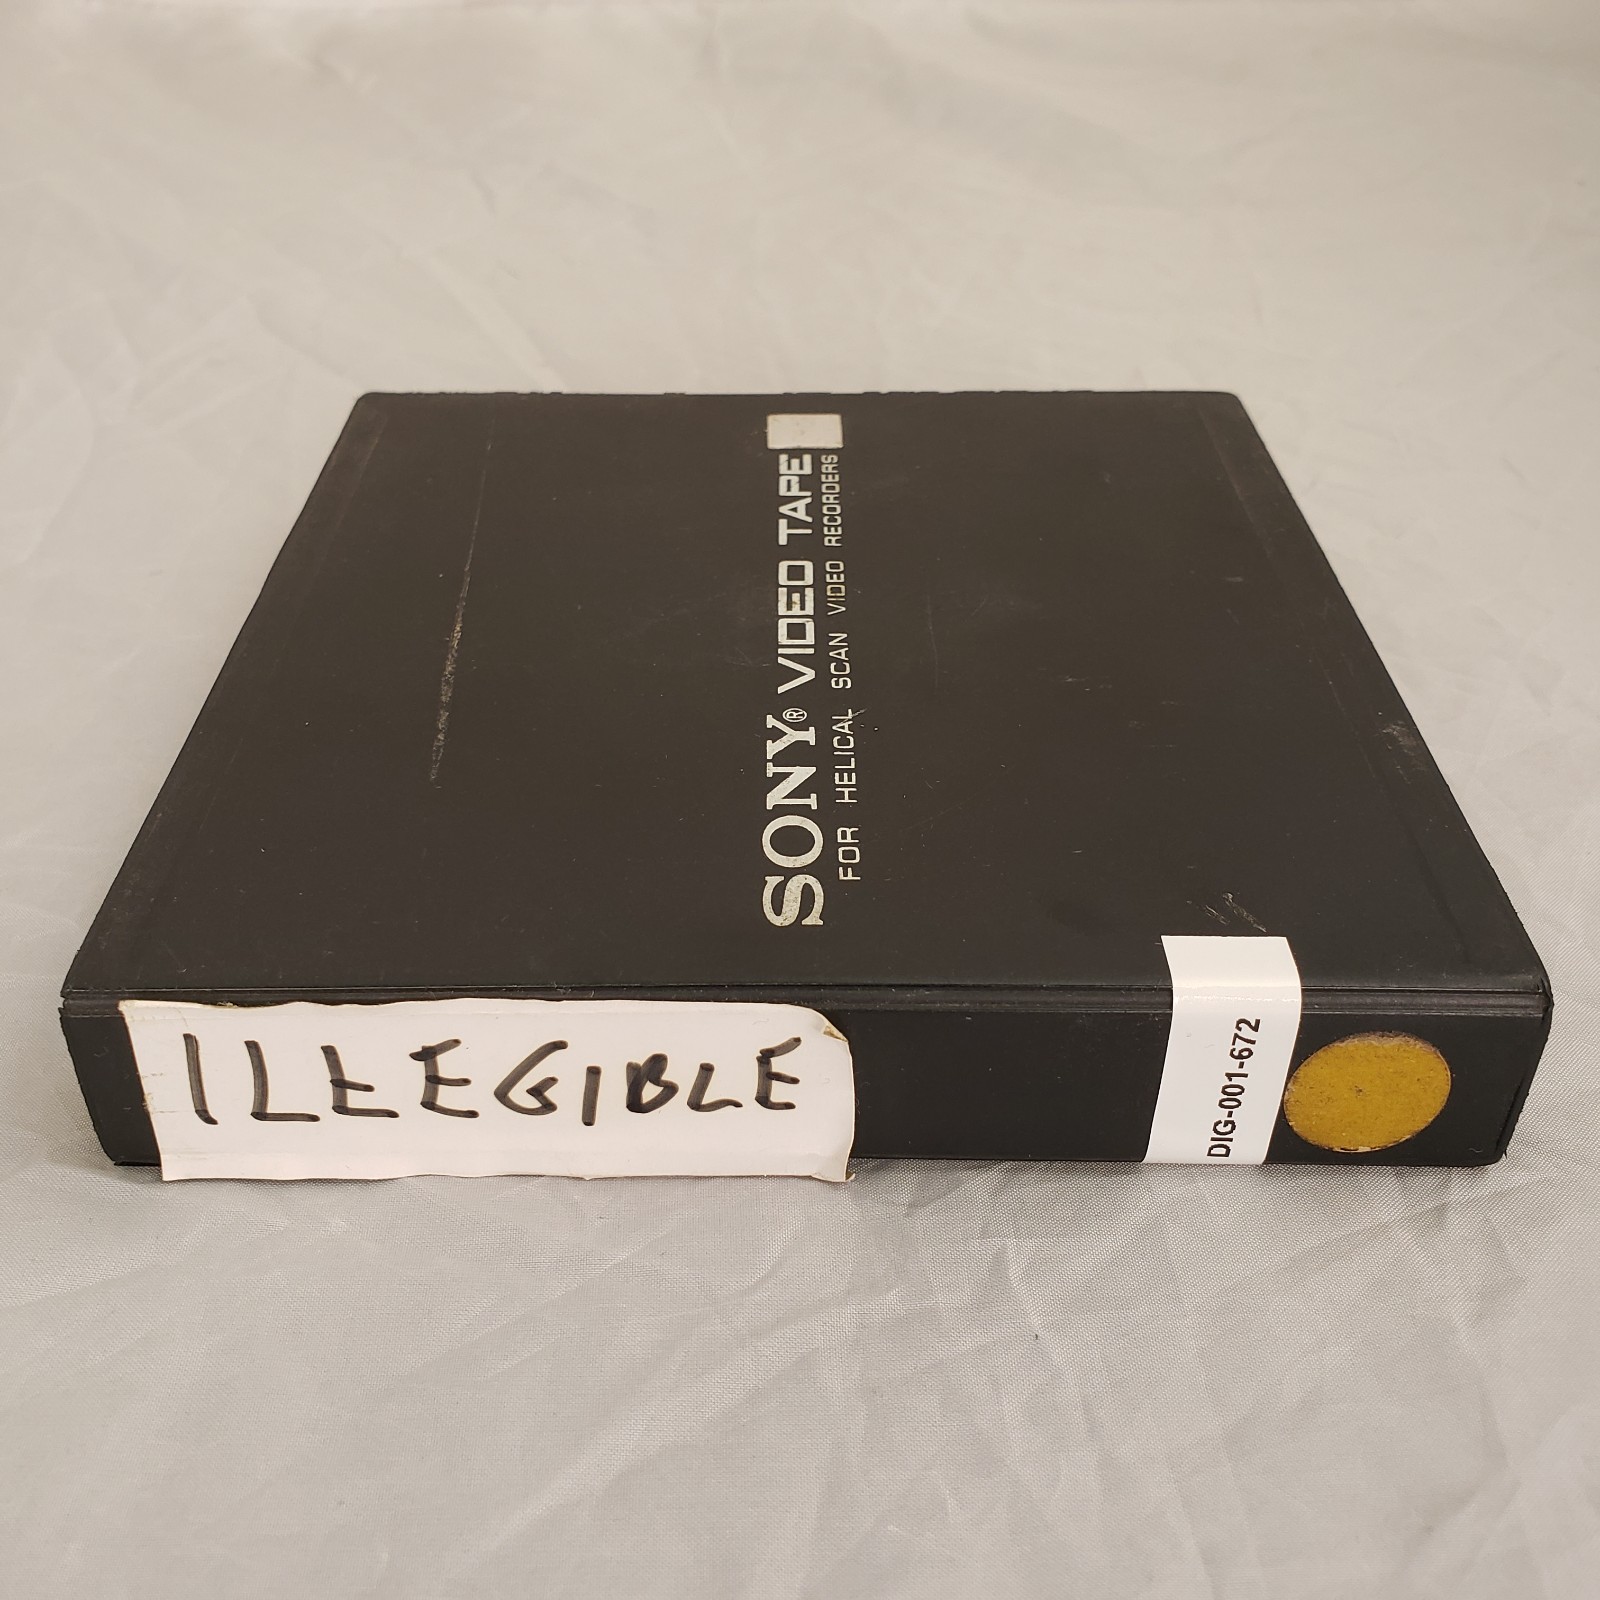 SONY® VIDEO TAPE
FOR HELICAL SCAN VIDEO RECORDERS
ILLEGIBLE
DIG-001-672